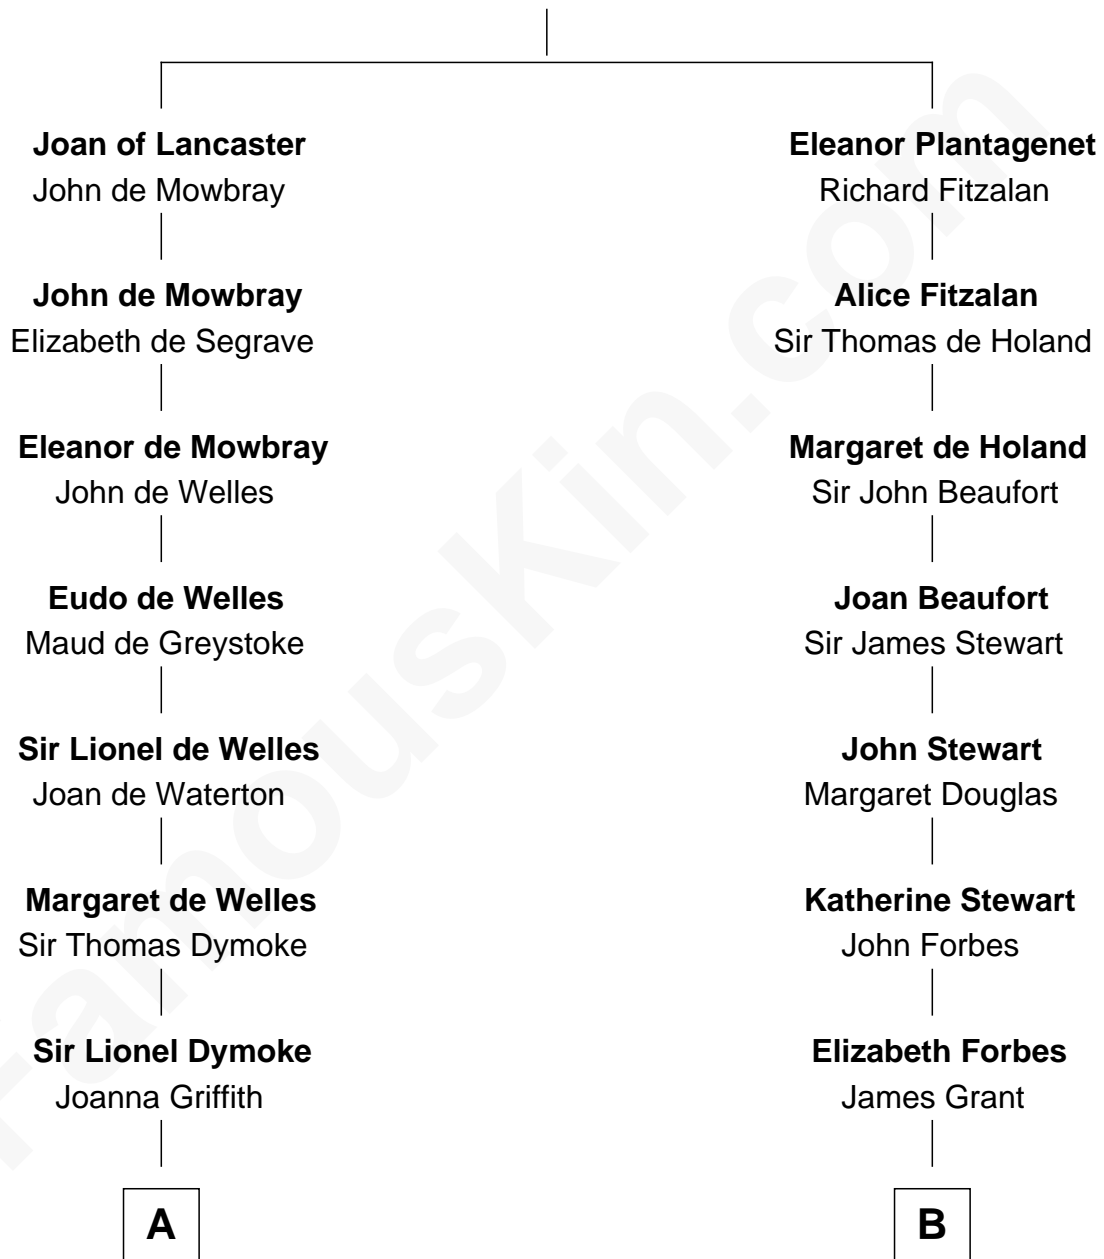 Joan of Lancaster
John de Mowbray
Eleanor Plantagenet
Richard Fitzalan
John de Mowbray
Elizabeth de Segrave
Alice Fitzalan
Sir Thomas de Holand
Eleanor de Mowbray
John de Welles
Margaret de Holand
Sir John Beaufort
Eudo de Welles
Maud de Greystoke
Joan Beaufort
Sir James Stewart
Sir Lionel de Welles
Joan de Waterton
John Stewart
Margaret Douglas
Margaret de Welles
Sir Thomas Dymoke
Katherine Stewart
John Forbes
Sir Lionel Dymoke
Joanna Griffith
Elizabeth Forbes
James Grant
A
B
FamousKin.com